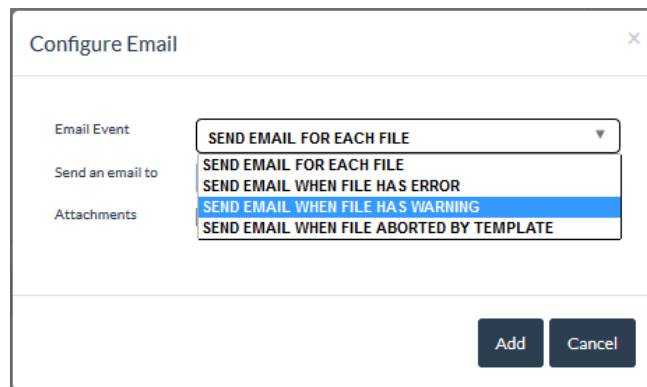 Configure Email
×
Email Event
SEND EMAIL FOR EACH FILE
Send an email to
SEND EMAIL FOR EACH FILE
SEND EMAIL WHEN FILE HAS ERROR
Attachments
SEND EMAIL WHEN FILE HAS WARNING
SEND EMAIL WHEN FILE ABORTED BY TEMPLATE
Add
Cancel